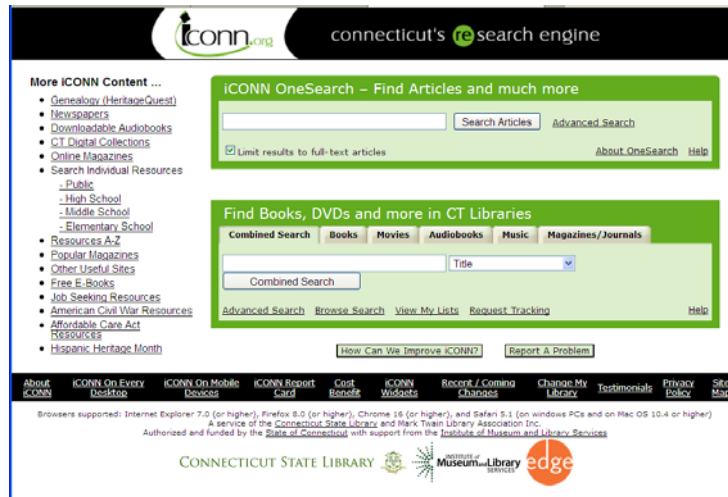 iconn.org
connecticut's re search engine
More iCONN Content ...
Genealogy (HeritageQuest)
Newspapers
Downloadable Audiobooks
CT Digital Collections
Online Magazines
Search Individual Resources
- Public
- High School
- Middle School
- Elementary School
Resources A-Z
Popular Magazines
Other Useful Sites
Free E-Books
Job Seeking Resources
American Civil War Resources
Affordable Care Act
Resources
Hispanic Heritage Month
iCONN OneSearch – Find Articles and much more
Search Articles Advanced Search
Limit results to full-text articles About OneSearch Help
Find Books, DVDs and more in CT Libraries
Combined Search Books Movies Audiobooks Music Magazines/Journals
Title
Combined Search
Advanced Search Browse Search View My Lists Request Tracking Help
How Can We Improve iCONN? Report A Problem
About iCONN On Every iCONN On Mobile iCONN Report Cost iCONN Recent / Coming Change My Testimonials Privacy Site
iCONN Desktop Devices Card Benefit Widgets Changes Library Policy Map
Browsers supported: Internet Explorer 7.0 (or higher), Firefox 8.0 (or higher), Chrome 16 (or higher), and Safari 5.1 (on windows PCs and on Mac OS 10.4 or higher)
A service of the Connecticut State Library and Mark Twain Library Association Inc.
Authorized and funded by the State of Connecticut with support from the Institute of Museum and Library Services
CONNECTICUT STATE LIBRARY
INSTITUTE of
Museum and Library
SERVICES
edge